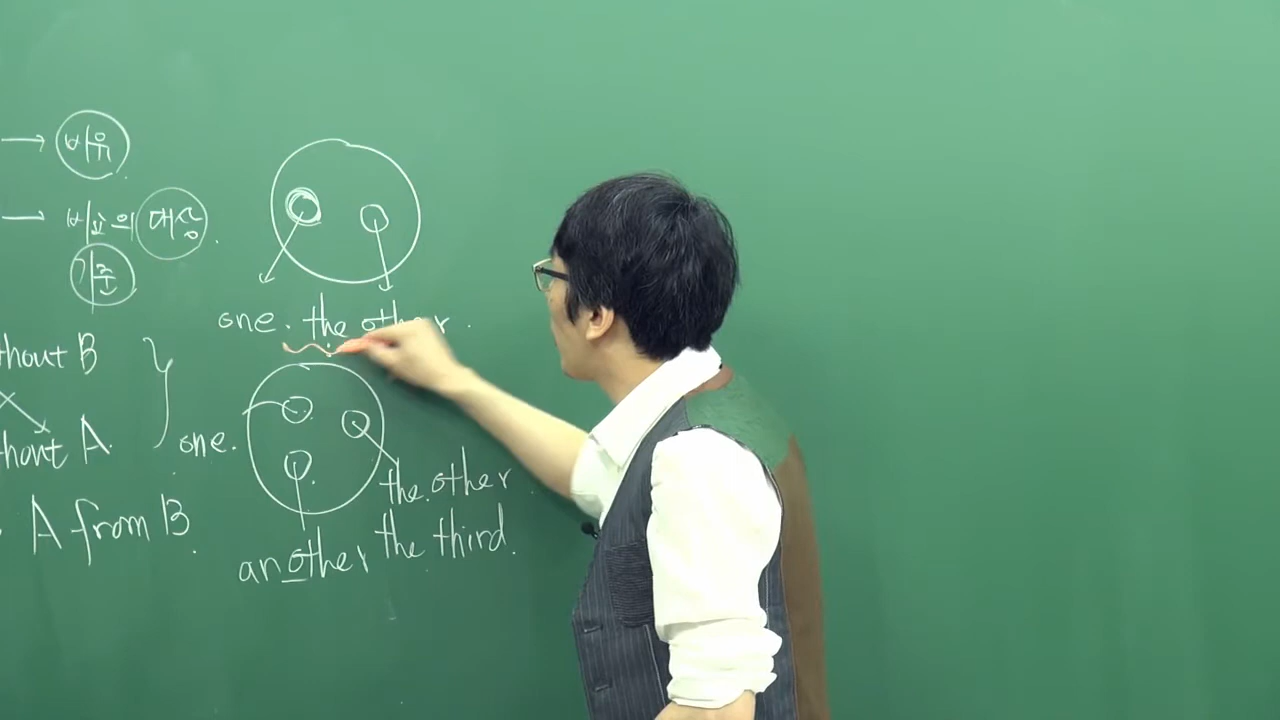 → 비유
→ 비교의 대상.
기준
one. the other.
thout B
one.
hout A.
the other
A from B.
another the third.